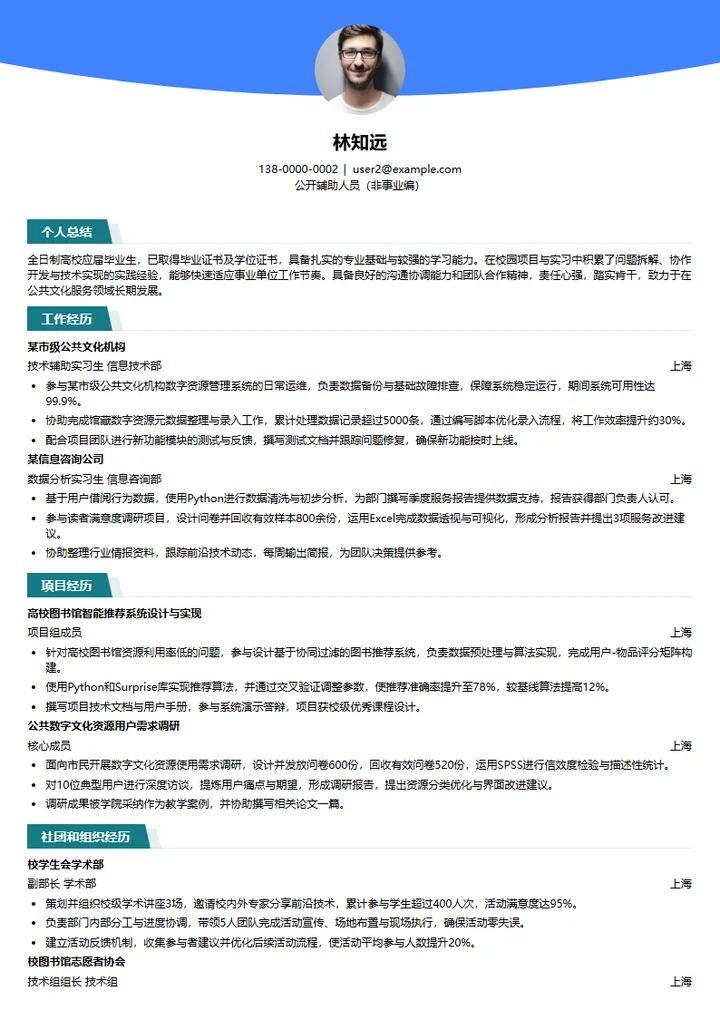 林知远
138-0000-0002 | user2@example.com
公开辅助人员（非事业编）
个人总结
全日制高校应届毕业生，已取得毕业证书及学位证书，具备扎实的专业基础与较强的学习能力。在校园项目与实习中积累了问题拆解、协作
开发与技术实现的实践经验，能够快速适应事业单位工作节奏。具备良好的沟通协调能力和团队合作精神，责任心强，踏实肯干，致力于在
公共文化服务领域长期发展。
工作经历
某市级公共文化机构
技术辅助实习生 信息技术部 上海
• 参与某市级公共文化机构数字资源管理系统的日常运维，负责数据备份与基础故障排查，保障系统稳定运行，期间系统可用性达
99.9%。
• 协助完成馆藏数字资源元数据整理与录入工作，累计处理数据记录超过5000条，通过编写脚本优化录入流程，将工作效率提升约30%。
• 配合项目团队进行新功能模块的测试与反馈，撰写测试文档并跟踪问题修复，确保新功能按时上线。
某信息咨询公司
数据分析实习生 信息咨询部 上海
• 基于用户借阅行为数据，使用Python进行数据清洗与初步分析，为部门撰写季度服务报告提供数据支持，报告获得部门负责人认可。
• 参与读者满意度调研项目，设计问卷并回收有效样本800余份，运用Excel完成数据透视与可视化，形成分析报告并提出3项服务改进建
议。
• 协助整理行业情报资料，跟踪前沿技术动态，每周输出简报，为团队决策提供参考。
项目经历
高校图书馆智能推荐系统设计与实现
项目组成员 上海
• 针对高校图书馆资源利用率低的问题，参与设计基于协同过滤的图书推荐系统，负责数据预处理与算法实现，完成用户-物品评分矩阵构
建。
• 使用Python和Surprise库实现推荐算法，并通过交叉验证调整参数，使推荐准确率提升至78%，较基线算法提高12%。
• 撰写项目技术文档与用户手册，参与系统演示答辩，项目获校级优秀课程设计。
公共数字文化资源用户需求调研
核心成员 上海
• 面向市民开展数字文化资源使用需求调研，设计并发放问卷600份，回收有效问卷520份，运用SPSS进行信效度检验与描述性统计。
• 对10位典型用户进行深度访谈，提炼用户痛点与期望，形成调研报告，提出资源分类优化与界面改进建议。
• 调研成果被学院采纳作为教学案例，并协助撰写相关论文一篇。
社团和组织经历
校学生会学术部
副部长 学术部 上海
• 策划并组织校级学术讲座3场，邀请校内外专家分享前沿技术，累计参与学生超过400人次，活动满意度达95%。
• 负责部门内部分工与进度协调，带领5人团队完成活动宣传、场地布置与现场执行，确保活动零失误。
• 建立活动反馈机制，收集参与者建议并优化后续活动流程，使活动平均参与人数提升20%。
校图书馆志愿者协会
技术组组长 技术组 上海